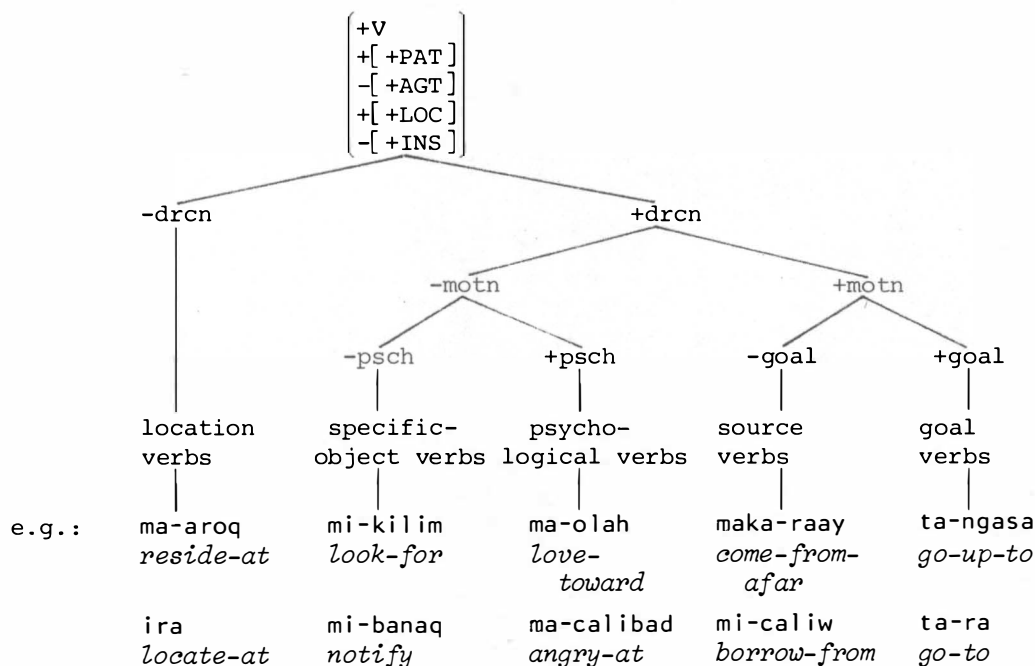 +V
+[ +PAT]
-[ +AGT]
+[ +LOC]
-[ +INS]
-drcn +drcn
-motn +motn
-psch +psch -goal +goal
location specific- psycho- source goal
verbs object verbs logical verbs verbs verbs
e.g.: ma-aroq mi-kilim ma-olah maka-raay ta-ngasa
reside-at look-for love- come-from- go-up-to
toward afar
ira mi-banaq ma-calibad mi-caliw ta-ra
locate-at notify angry-at borrow-from go-to